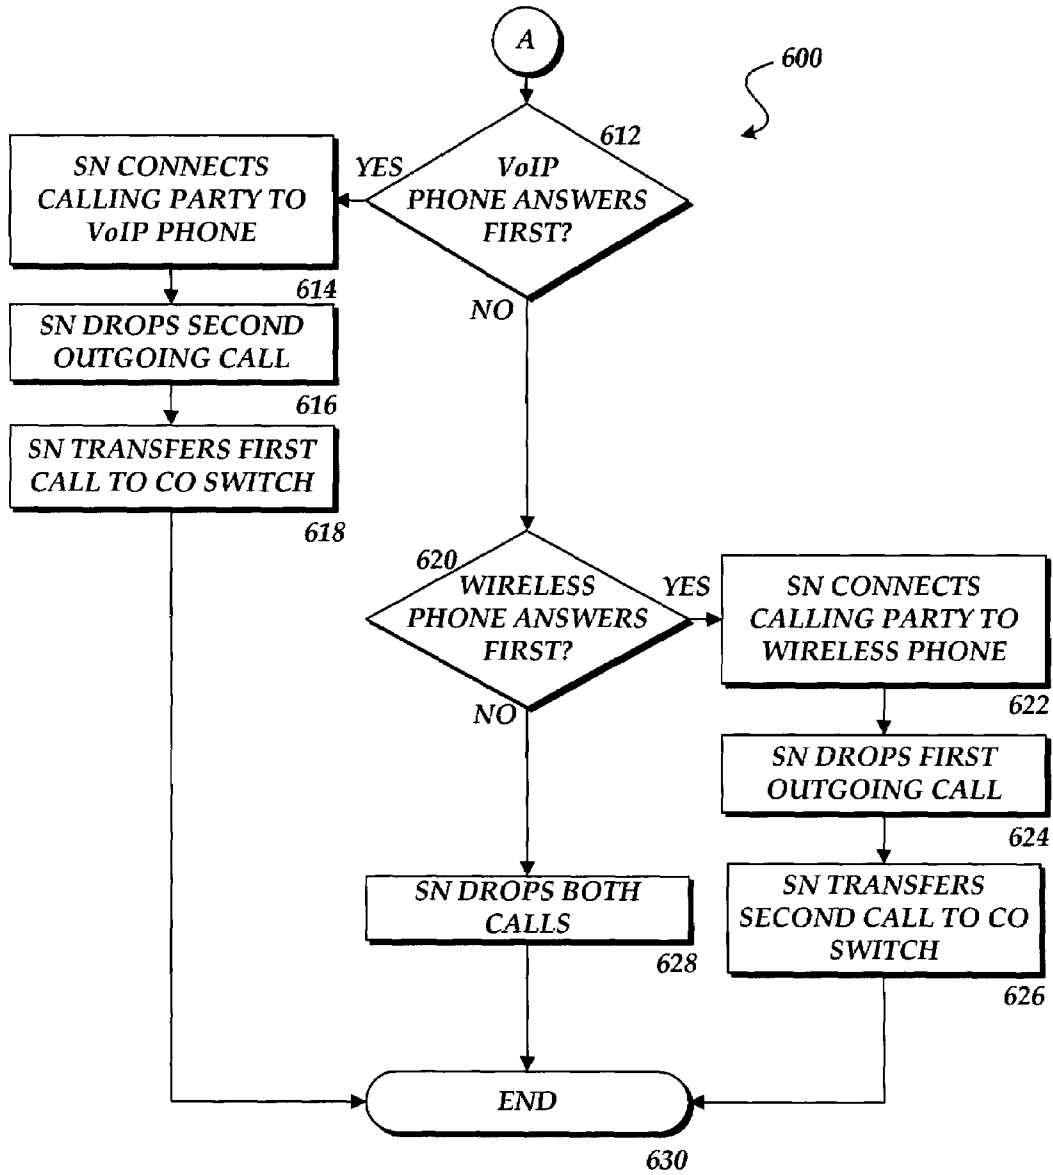 A
600
612
VoIP
PHONE ANSWERS
FIRST?
YES
NO
SN CONNECTS
CALLING PARTY TO
VoIP PHONE
614
SN DROPS SECOND
OUTGOING CALL
616
SN TRANSFERS FIRST
CALL TO CO SWITCH
618
620
WIRELESS
PHONE ANSWERS
FIRST?
YES
NO
SN CONNECTS
CALLING PARTY TO
WIRELESS PHONE
622
SN DROPS FIRST
OUTGOING CALL
624
SN TRANSFERS
SECOND CALL TO CO
SWITCH
626
SN DROPS BOTH
CALLS
628
END
630